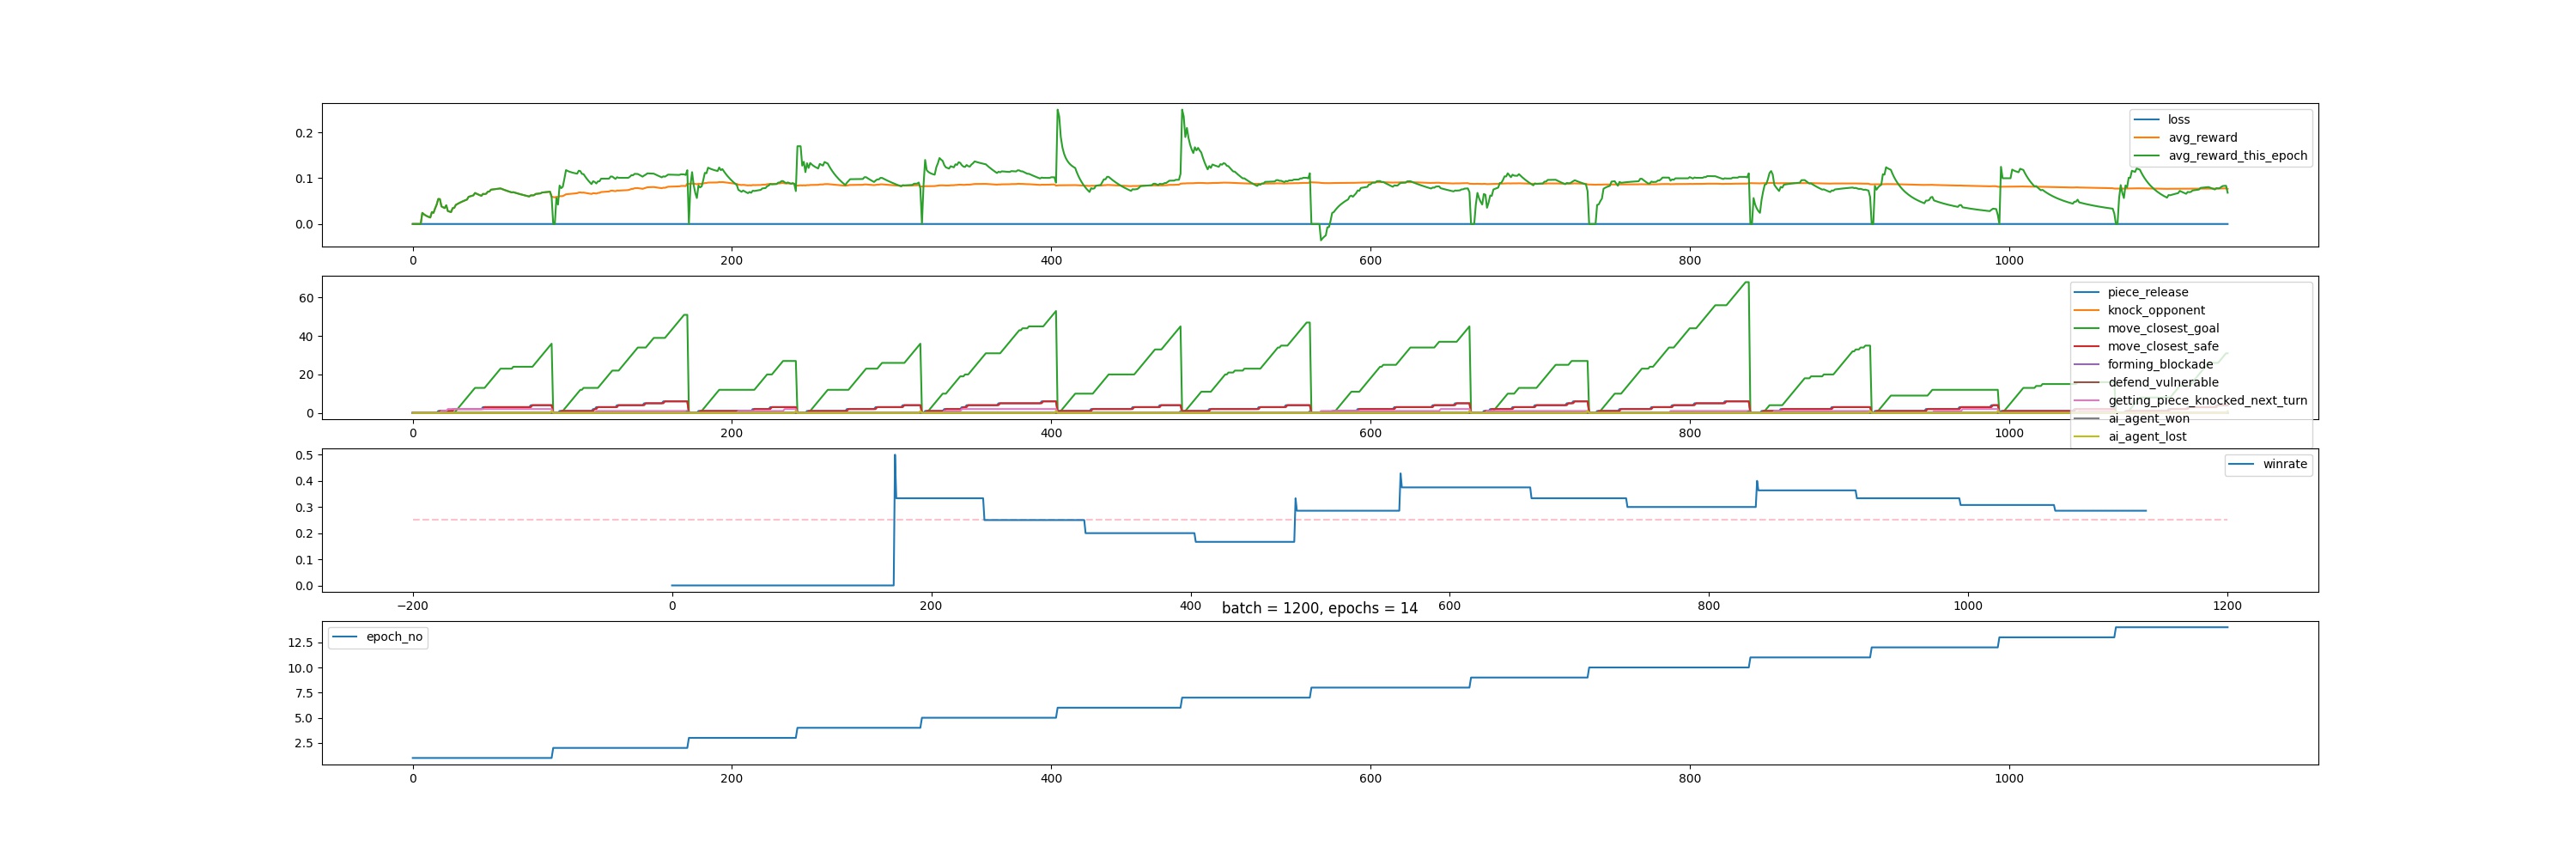 0.2
0.1
0.0
loss
avg_reward
avg_reward_this_epoch
0 200 400 600 800 1000
60
40
20
0
piece_release
knock_opponent
move_closest_goal
move_closest_safe
forming_blockade
defend_vulnerable
getting_piece_knocked_next_turn
ai_agent_won
ai_agent_lost
0 200 400 600 800 1000
0.5
0.4
0.3
0.2
0.1
0.0
winrate
−200 0 200 400 600 800 1000 1200
batch = 1200, epochs = 14
12.5
10.0
7.5
5.0
2.5
epoch_no
0 200 400 600 800 1000